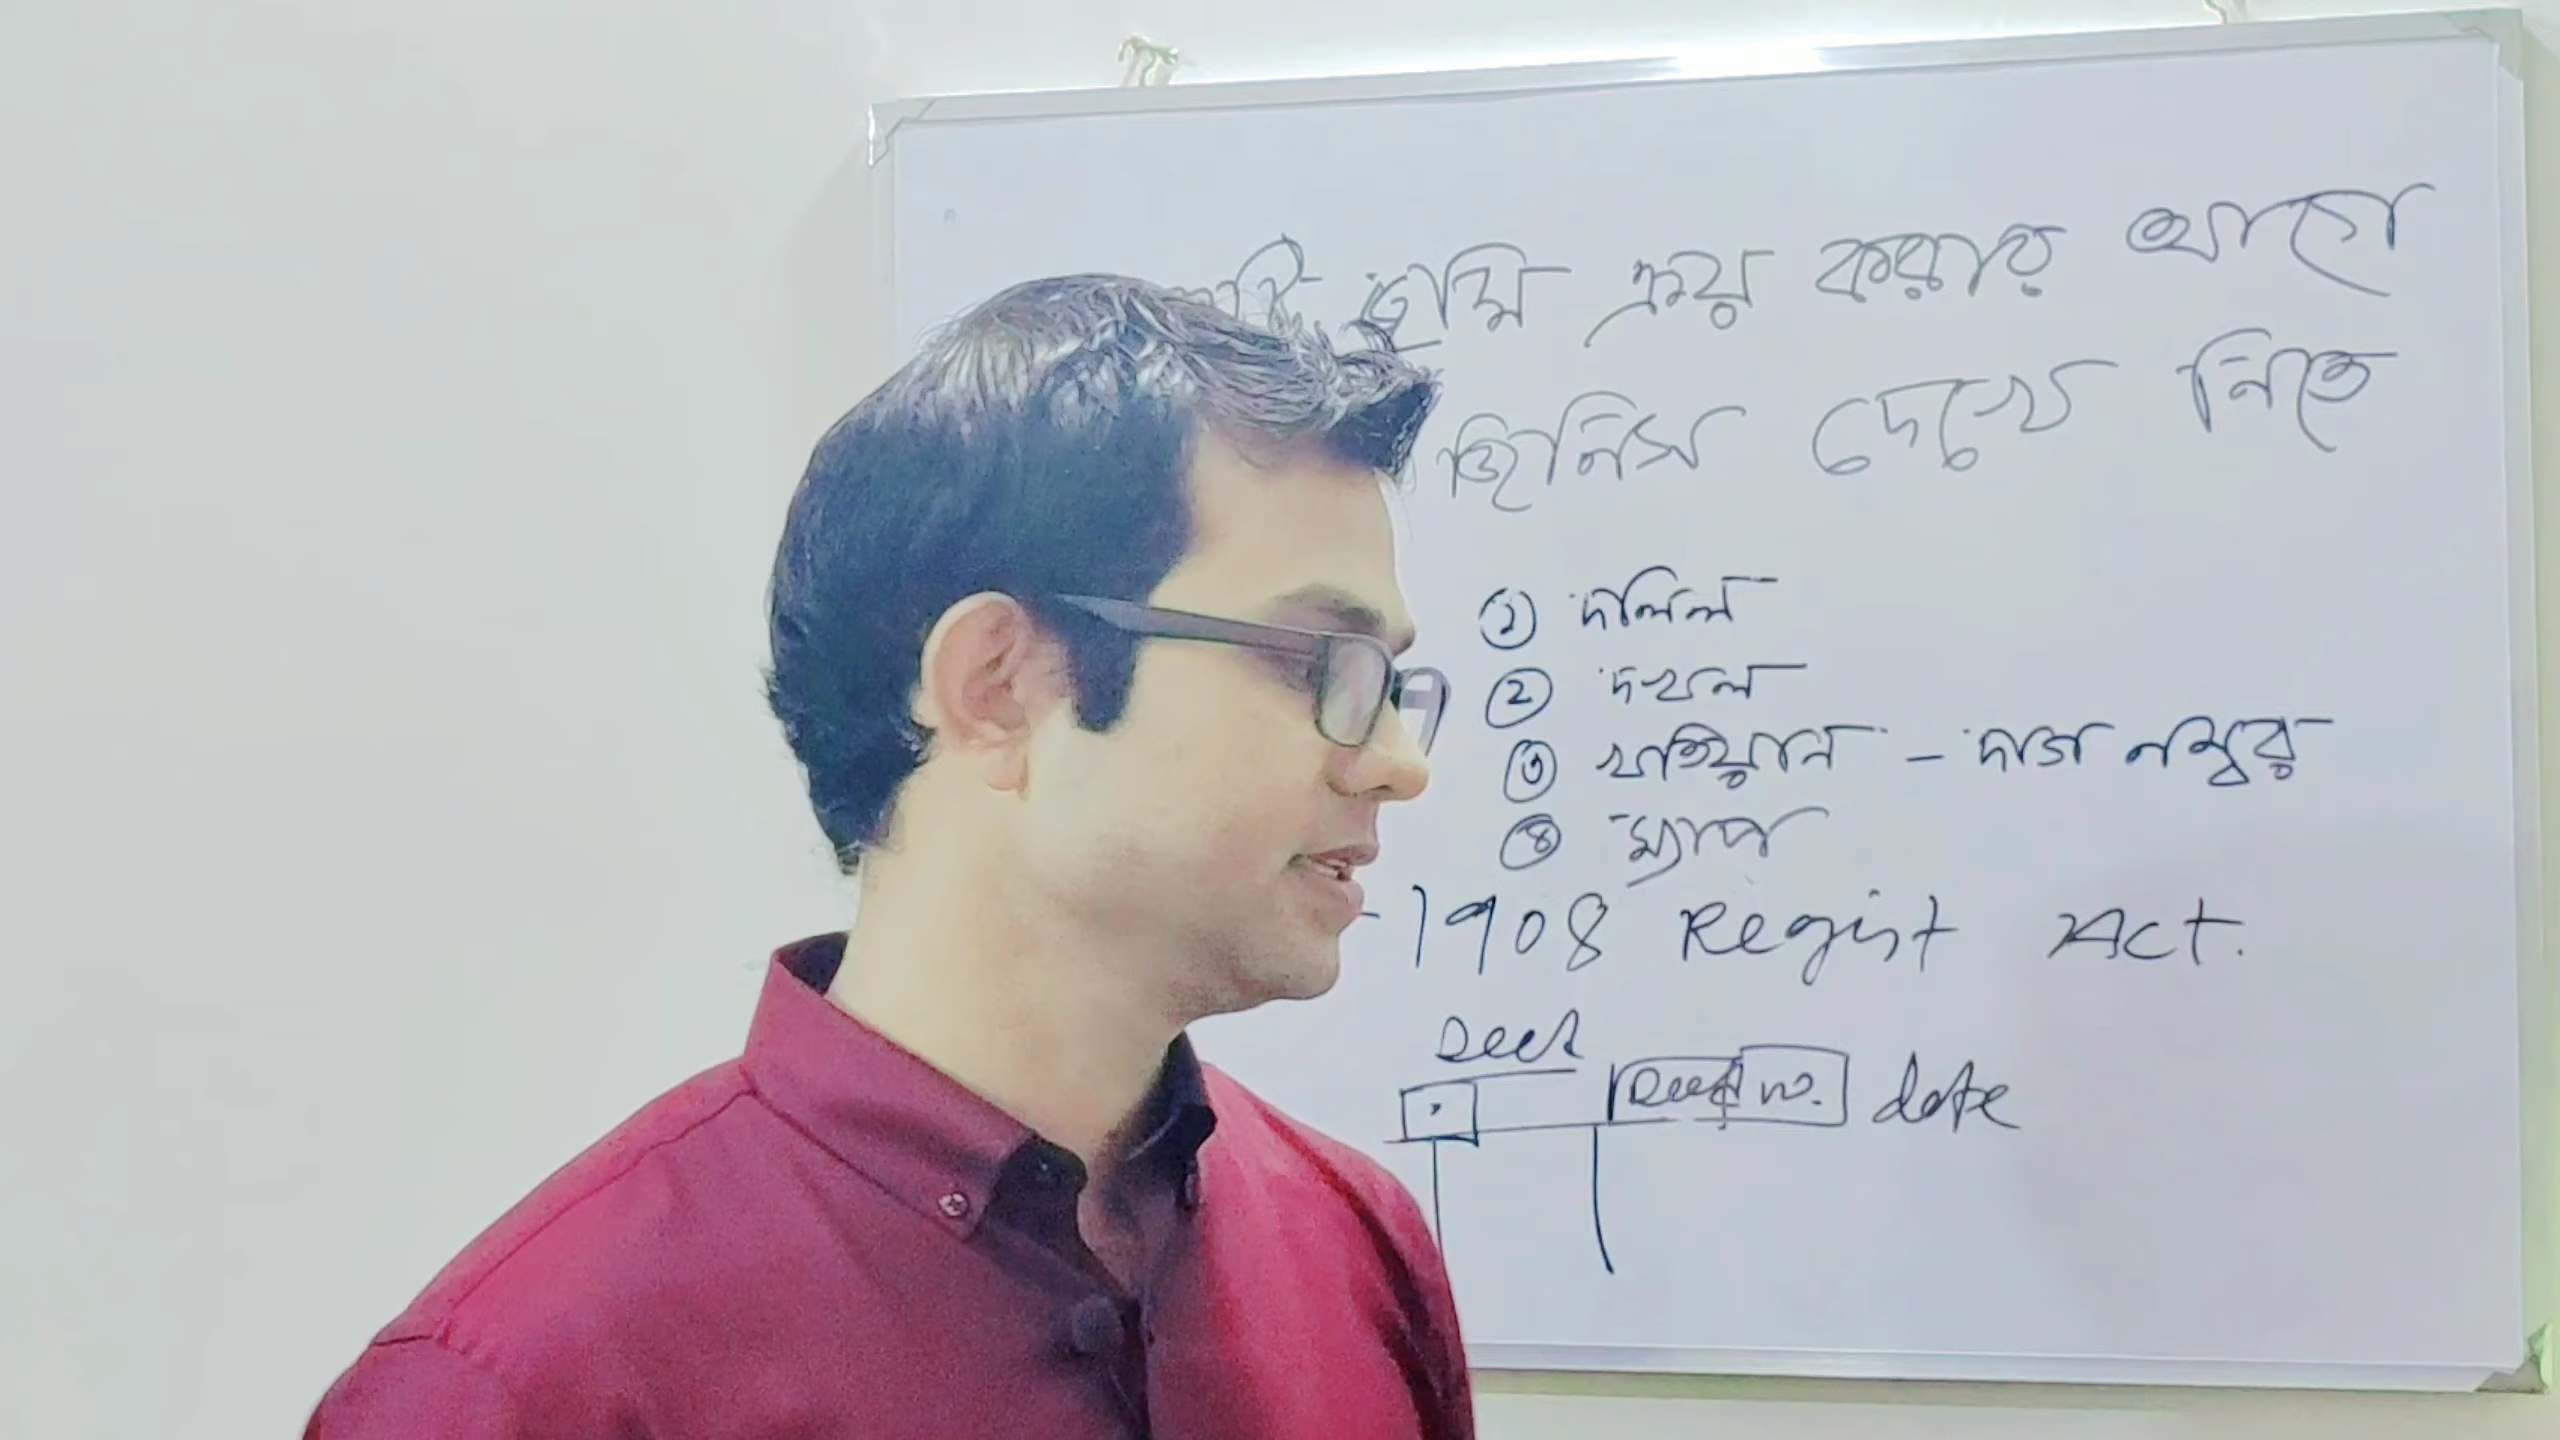 ভূমি ক্রয় করার আগে
জিনিস দেখে নিতে
① দলিল
② দখল
③ খতিয়ান - দাগ নম্বর
④ ম্যাপ
- 1908 Regist Act.
Deed
Deed no. date